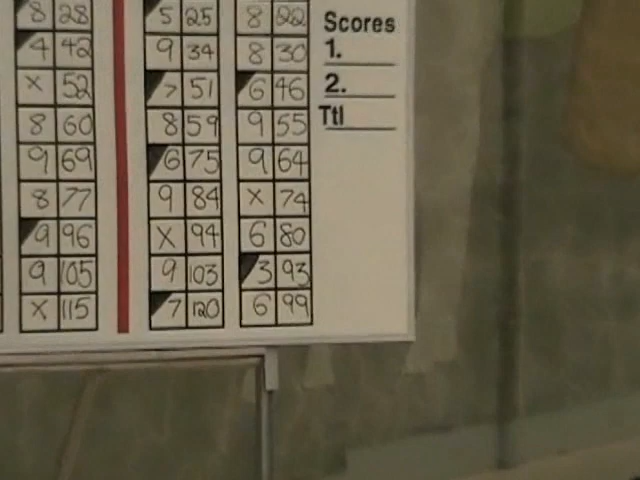 8 28 5 25 8 22 Scores
4 42 9 34 8 30 1.
X 52 7 51 6 46 2.
8 60 8 59 9 55 Ttl
9 69 6 75 9 64
8 77 9 84 X 74
9 96 X 94 6 80
9 105 9 103 3 93
X 115 7 120 6 99